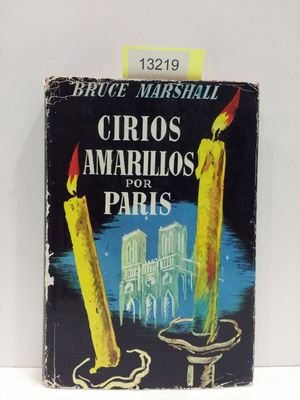 13219
BRUCE MARSHALL
CIRIOS
AMARILLOS
POR
PARIS